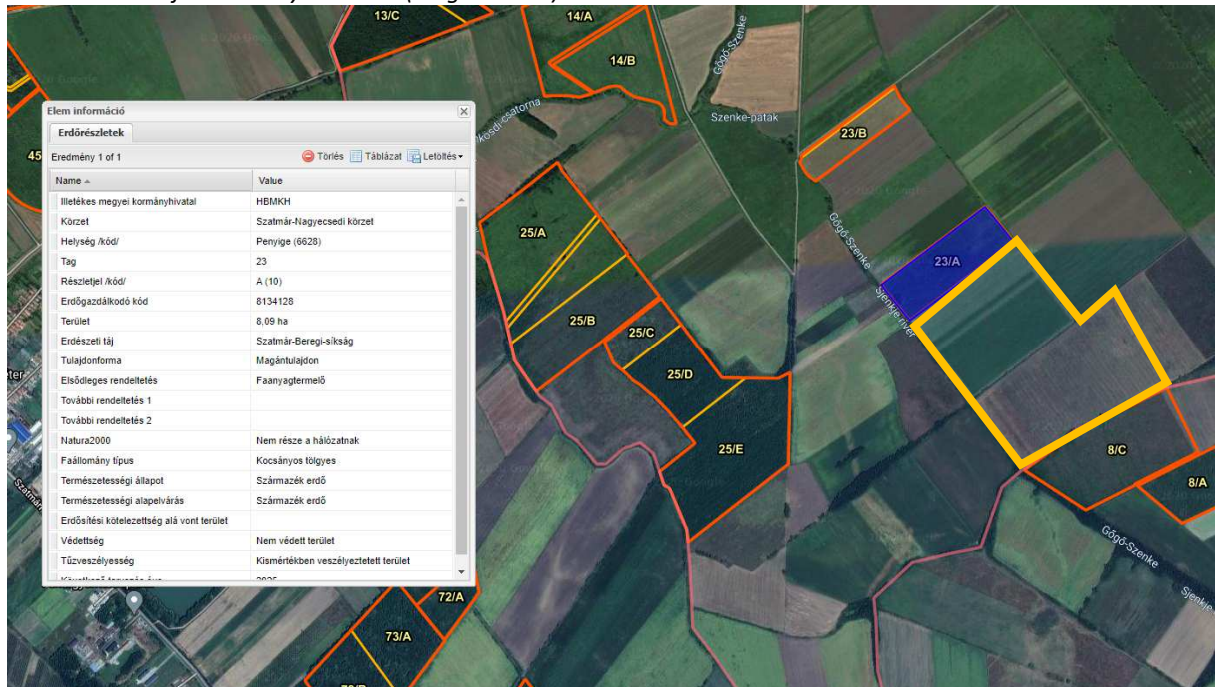 13/C
14/A
14/B
Gőgő-Szenke
Szenke-patak
45
23/B
Elem információ
Erdőrészletek
Eredmény 1 of 1
Törlés
Táblázat
Letöltés
Name
Value
Illetékes megyei kormányhivatal HBMKH
Körzet Szatmár-Nagyecsedi körzet
Helység /kód/ Penyige (6628)
Tag 23
Részletjel /kód/ A (10)
Erdőgazdálkodó kód 8134128
Terület 8,09 ha
Erdészeti táj Szatmár-Beregi-síkság
Tulajdonforma Magántulajdon
Elsődleges rendeltetés Faanyagtermelő
További rendeltetés 1
További rendeltetés 2
Natura2000 Nem része a hálózatnak
Faállomány típus Kocsányos tölgyes
Természetességi állapot Származék erdő
Természetességi alapelvárás Származék erdő
Erdősítési kötelezettség alá vont terület
Védettség Nem védett terület
Tűzveszélyesség Kismértékben veszélyeztetett terület
25/A
Gőgő-Szenke
23/A
Sjenkje river
25/B
25/C
25/D
25/E
8/C
8/A
Gőgő-Szenke
Sjenkje
72/A
73/A